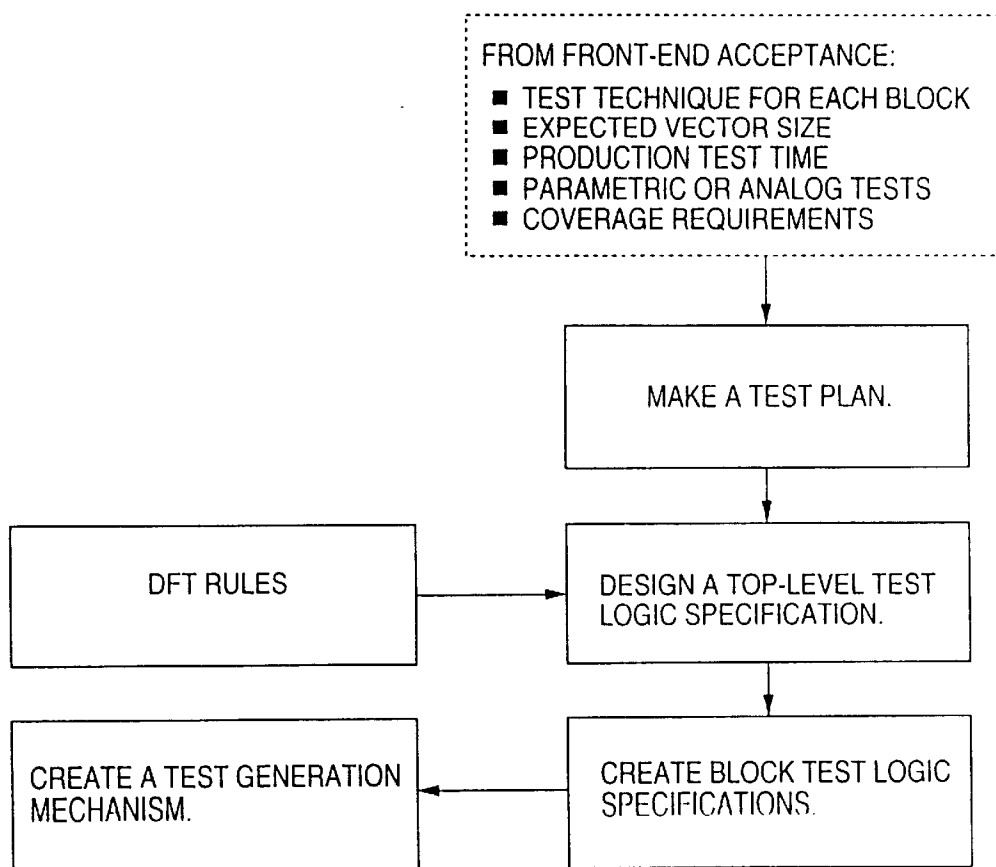 FROM FRONT-END ACCEPTANCE:
■ TEST TECHNIQUE FOR EACH BLOCK
■ EXPECTED VECTOR SIZE
■ PRODUCTION TEST TIME
■ PARAMETRIC OR ANALOG TESTS
■ COVERAGE REQUIREMENTS
MAKE A TEST PLAN.
DFT RULES
DESIGN A TOP-LEVEL TEST
LOGIC SPECIFICATION.
CREATE BLOCK TEST LOGIC
SPECIFICATIONS.
CREATE A TEST GENERATION
MECHANISM.